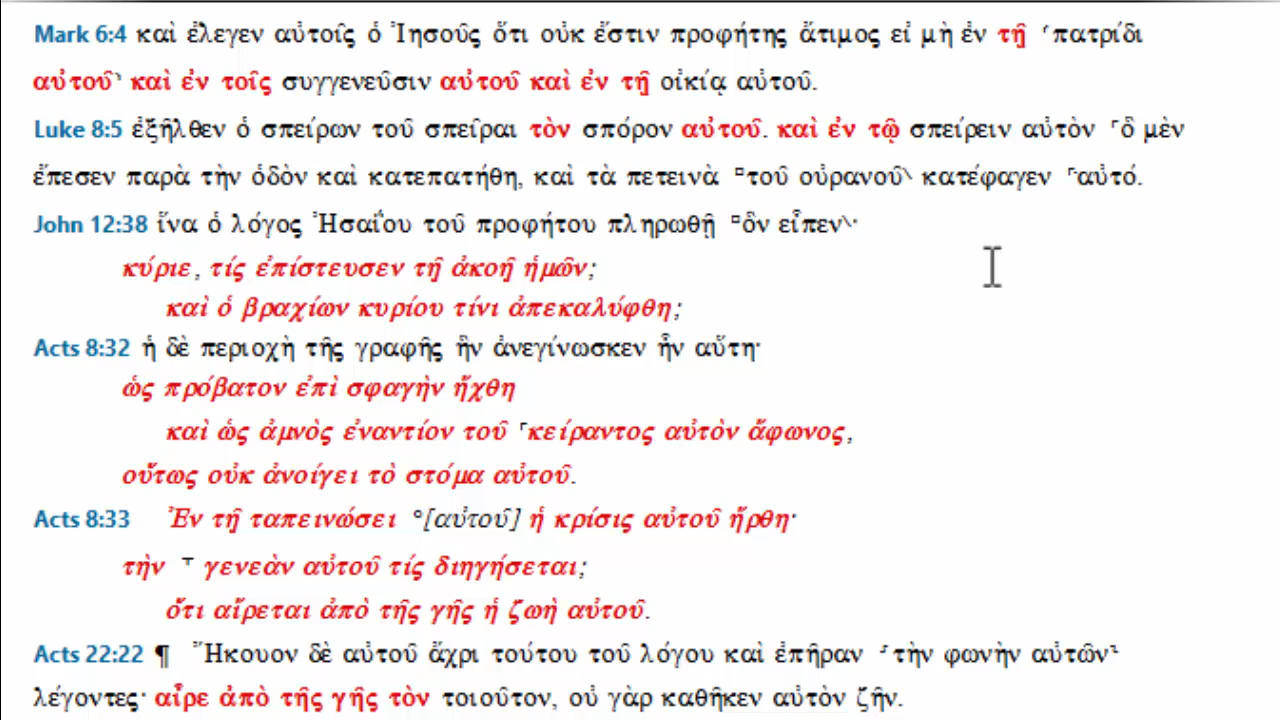 Mark 6:4 καὶ ἔλεγεν αὐτοῖς ὁ Ἰησοῦς ὅτι οὐκ ἔστιν προφήτης ἄτιμος εἰ μὴ ἐν τῇ ⸂πατρίδι
αὐτοῦ⸃ καὶ ἐν τοῖς συγγενεῦσιν αὐτοῦ καὶ ἐν τῇ οἰκίᾳ αὐτοῦ.
Luke 8:5 ἐξῆλθεν ὁ σπείρων τοῦ σπεῖραι τὸν σπόρον αὐτοῦ. καὶ ἐν τῷ σπείρειν αὐτὸν ⸀ὃ μὲν
ἔπεσεν παρὰ τὴν ὁδὸν καὶ κατεπατήθη, καὶ τὰ πετεινὰ ⸋τοῦ οὐρανοῦ⸌ κατέφαγεν ⸀αὐτό.
John 12:38 ἵνα ὁ λόγος Ἠσαΐου τοῦ προφήτου πληρωθῇ ⸋ὃν εἶπεν⸌·
κύριε, τίς ἐπίστευσεν τῇ ἀκοῇ ἡμῶν;
καὶ ὁ βραχίων κυρίου τίνι ἀπεκαλύφθη;
Acts 8:32 ἡ δὲ περιοχὴ τῆς γραφῆς ἣν ἀνεγίνωσκεν ἦν αὕτη·
ὡς πρόβατον ἐπὶ σφαγὴν ἤχθη
καὶ ὡς ἀμνὸς ἐναντίον τοῦ ⸀κείραντος αὐτὸν ἄφωνος,
οὕτως οὐκ ἀνοίγει τὸ στόμα αὐτοῦ.
Acts 8:33 Ἐν τῇ ταπεινώσει ⸰[αὐτοῦ] ἡ κρίσις αὐτοῦ ἤρθη·
τὴν ⸆ γενεὰν αὐτοῦ τίς διηγήσεται;
ὅτι αἴρεται ἀπὸ τῆς γῆς ἡ ζωὴ αὐτοῦ.
Acts 22:22 ¶ Ἤκουον δὲ αὐτοῦ ἄχρι τούτου τοῦ λόγου καὶ ἐπῆραν ⸉τὴν φωνὴν αὐτῶν⸊
λέγοντες· αἶρε ἀπὸ τῆς γῆς τὸν τοιοῦτον, οὐ γὰρ καθῆκεν αὐτὸν ζῆν.